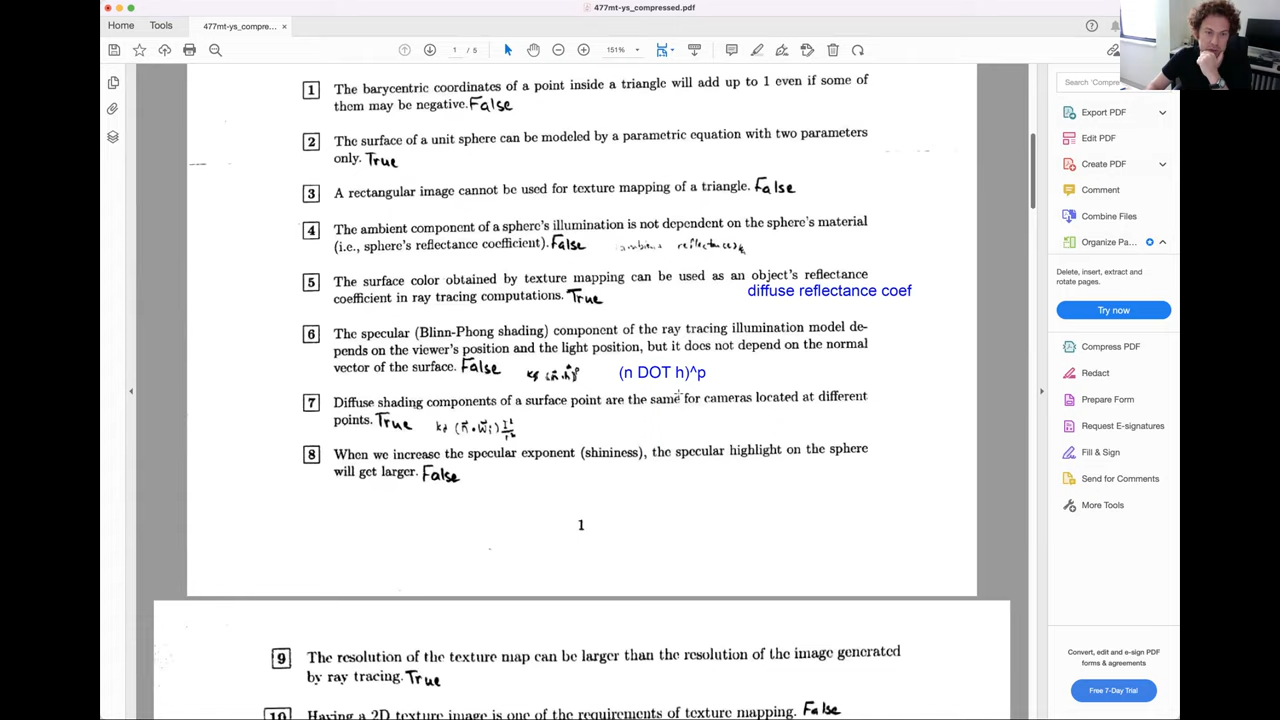 477mt-ys_compressed.pdf
Home
Tools
477mt-ys_compre...
1 / 5
151%
Search 'Compre
1 The barycentric coordinates of a point inside a triangle will add up to 1 even if some of
them may be negative. False
2 The surface of a unit sphere can be modeled by a parametric equation with two parameters
only. True
3 A rectangular image cannot be used for texture mapping of a triangle. False
4 The ambient component of a sphere's illumination is not dependent on the sphere's material
(i.e., sphere's reflectance coefficient). False
5 The surface color obtained by texture mapping can be used as an object's reflectance
coefficient in ray tracing computations. True
diffuse reflectance coef
6 The specular (Blinn-Phong shading) component of the ray tracing illumination model de-
pends on the viewer's position and the light position, but it does not depend on the normal
vector of the surface. False
(n DOT h)^p
7 Diffuse shading components of a surface point are the same for cameras located at different
points. True
8 When we increase the specular exponent (shininess), the specular highlight on the sphere
will get larger. False
1
9 The resolution of the texture map can be larger than the resolution of the image generated
by ray tracing. True
10 Having a 2D texture image is one of the requirements of texture mapping. False
Export PDF
Edit PDF
Create PDF
Comment
Combine Files
Organize Pa...
Delete, insert, extract and
rotate pages.
Try now
Compress PDF
Redact
Prepare Form
Request E-signatures
Fill & Sign
Send for Comments
More Tools
Convert, edit and e-sign PDF
forms & agreements
Free 7-Day Trial